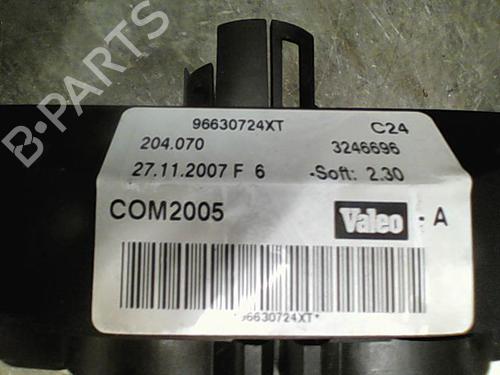 B-PARTS
96630724XT C24
204.070 3246696
27.11.2007 F 6 -Soft: 2.30
COM2005 Valeo - A
*96630724XT*